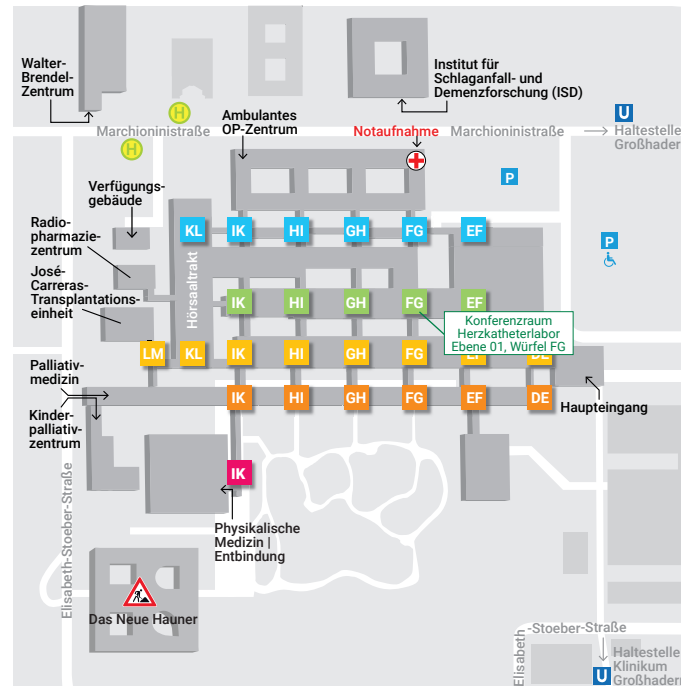 Walter-
Brendel-
Zentrum
Institut für
Schlaganfall- und
Demenzforschung (ISD)
H
U
Ambulantes
OP-Zentrum
Marchioninistraße
Notaufnahme
Marchioninistraße
Haltestelle
Großhadern
H
P
Verfügungs-
gebäude
Radio-
pharmazie-
zentrum
KL IK HI GH FG EF
P
Hörsaaltrakt
José-
Carreras-
Transplantations-
einheit
IK HI GH FG EF
Konferenzraum
Herzkatheterlabor
Ebene 01, Würfel FG
LM KL IK HI GH FG EF DE
Palliativ-
medizin
IK HI GH FG EF DE
Haupteingang
Kinder-
palliativ-
zentrum
IK
Physikalische
Medizin |
Entbindung
Elisabeth-Stoeber-Straße
Das Neue Hauner
Elisabeth
-Stoeber-Straße
Haltestelle
Klinikum
Großhadern
U